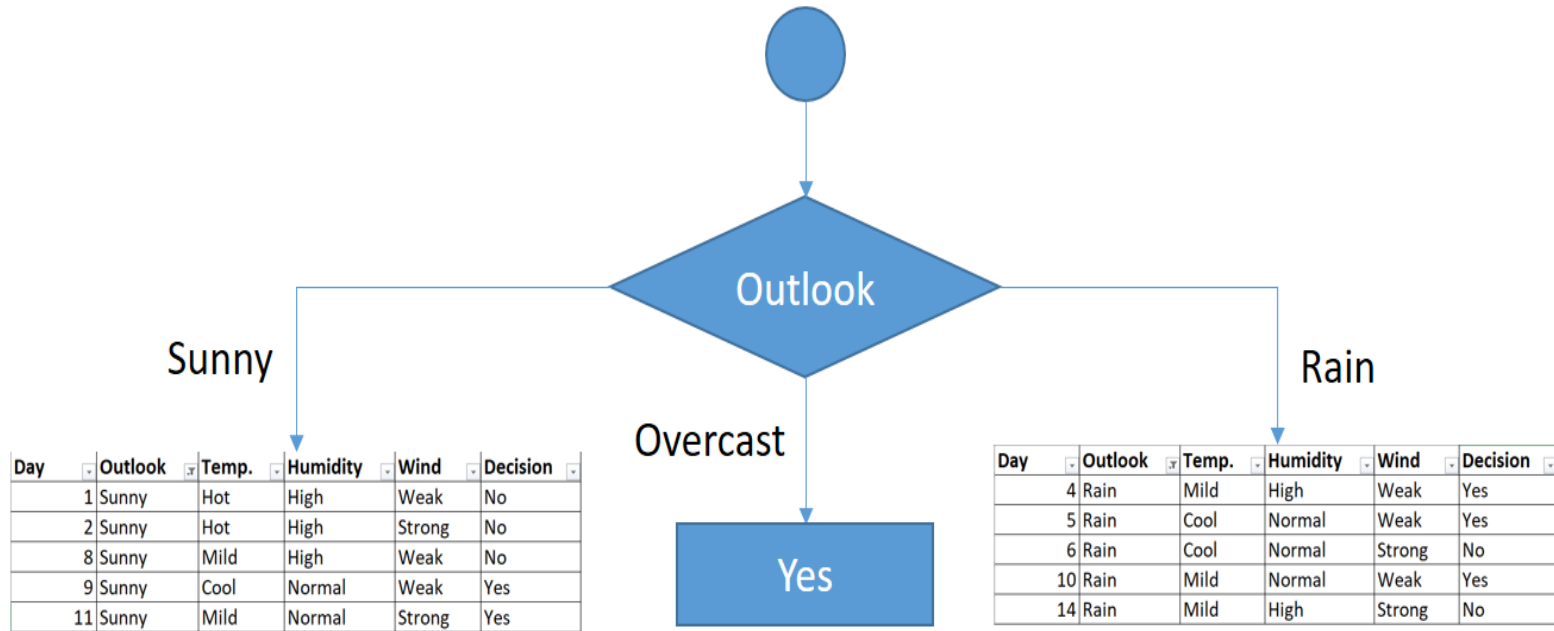 Outlook
Sunny
Rain
Overcast
Yes
Day Outlook Temp. Humidity Wind Decision
1 Sunny Hot High Weak No
2 Sunny Hot High Strong No
8 Sunny Mild High Weak No
9 Sunny Cool Normal Weak Yes
11 Sunny Mild Normal Strong Yes
Day Outlook Temp. Humidity Wind Decision
4 Rain Mild High Weak Yes
5 Rain Cool Normal Weak Yes
6 Rain Cool Normal Strong No
10 Rain Mild Normal Weak Yes
14 Rain Mild High Strong No